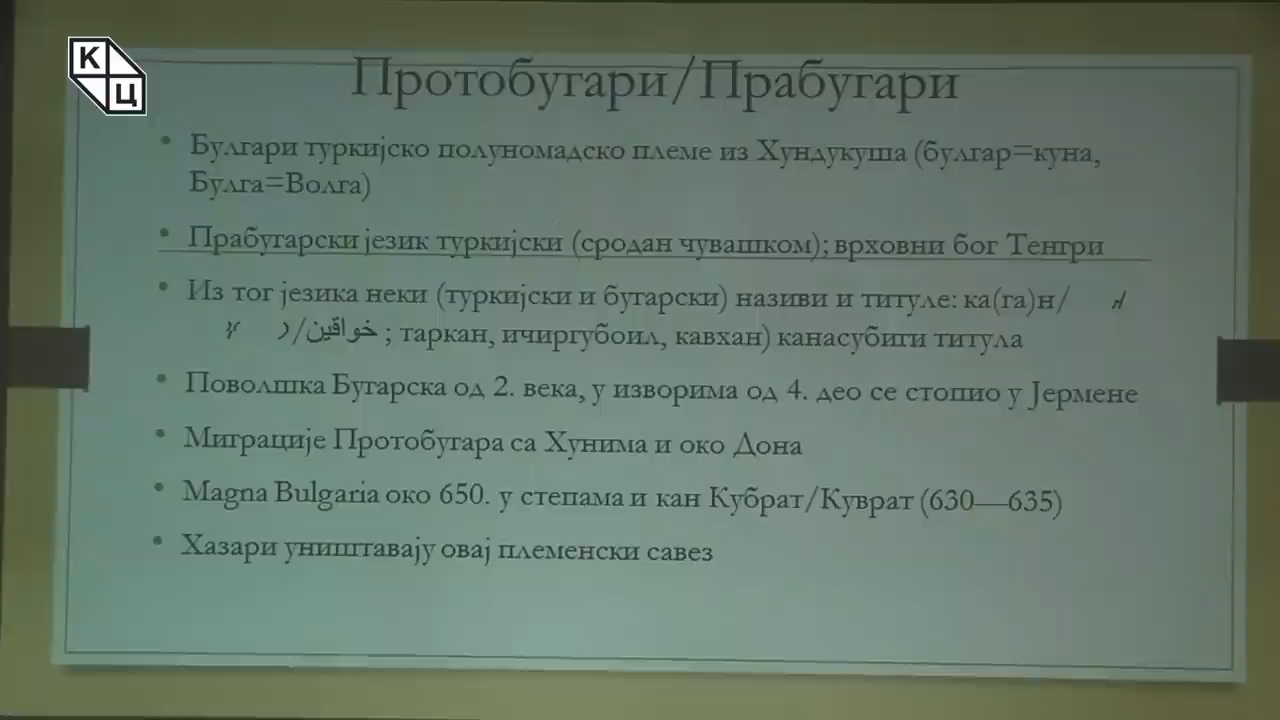 К
Ц
Протобугари/Прабугари
• Булгари туркијско полуномадско племе из Хундукуша (булгар=куна,
Булга=Волга)
• Прабугарски језик туркијски (сродан чувашком); врховни бог Тенгри
• Из тог језика неки (туркијски и бугарски) називи и титуле: ка(га)н/
خواقين/ر ; таркан, ичиргубоил, кавхан) канасубиги титула
• Поволшка Бугарска од 2. века, у изворима од 4. део се стопио у Јермене
• Миграције Протобугара са Хунима и око Дона
• Magna Bulgaria око 650. у степама и кан Кубрат/Куврат (630—635)
• Хазари уништавају овај племенски савез